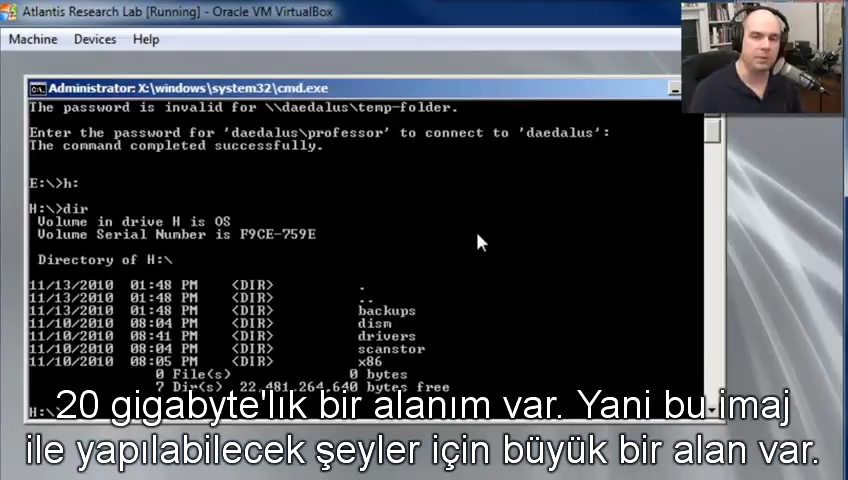 Atlantis Research Lab [Running] - Oracle VM VirtualBox
Machine Devices Help
Administrator: X:\windows\system32\cmd.exe
The password is invalid for \\daedalus\temp-folder.
Enter the password for 'daedalus\professor' to connect to 'daedalus':
The command completed successfully.
E:\>h:
H:\>dir
Volume in drive H is OS
Volume Serial Number is F9CE-759E
Directory of H:\
11/13/2010 01:48 PM <DIR> .
11/13/2010 01:48 PM <DIR> ..
11/13/2010 01:48 PM <DIR> backups
11/10/2010 08:04 PM <DIR> dism
11/10/2010 08:41 PM <DIR> drivers
11/10/2010 08:04 PM <DIR> scanstor
11/10/2010 08:05 PM <DIR> x86
0 File(s) 0 bytes
7 Dir(s) 22,481,264,640 bytes free
H:\>
20 gigabyte'lık bir alanım var. Yani bu imaj
ile yapılabilecek şeyler için büyük bir alan var.